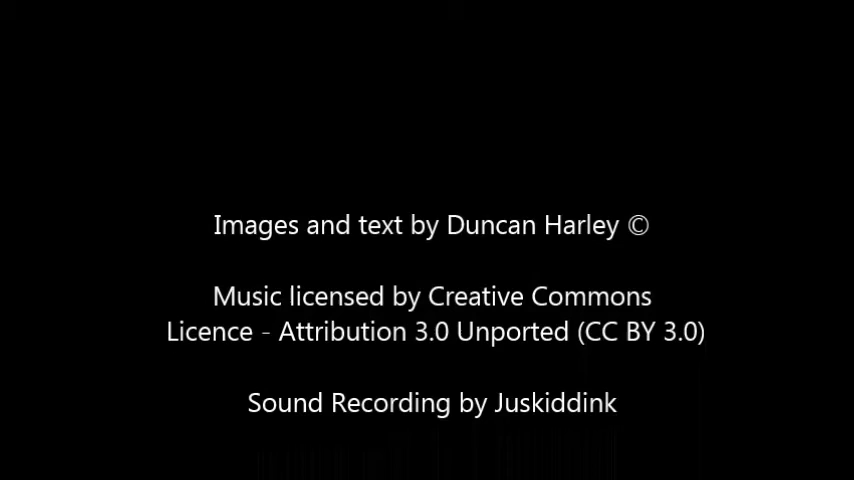 Images and text by Duncan Harley ©
Music licensed by Creative Commons
Licence - Attribution 3.0 Unported (CC BY 3.0)
Sound Recording by Juskiddink